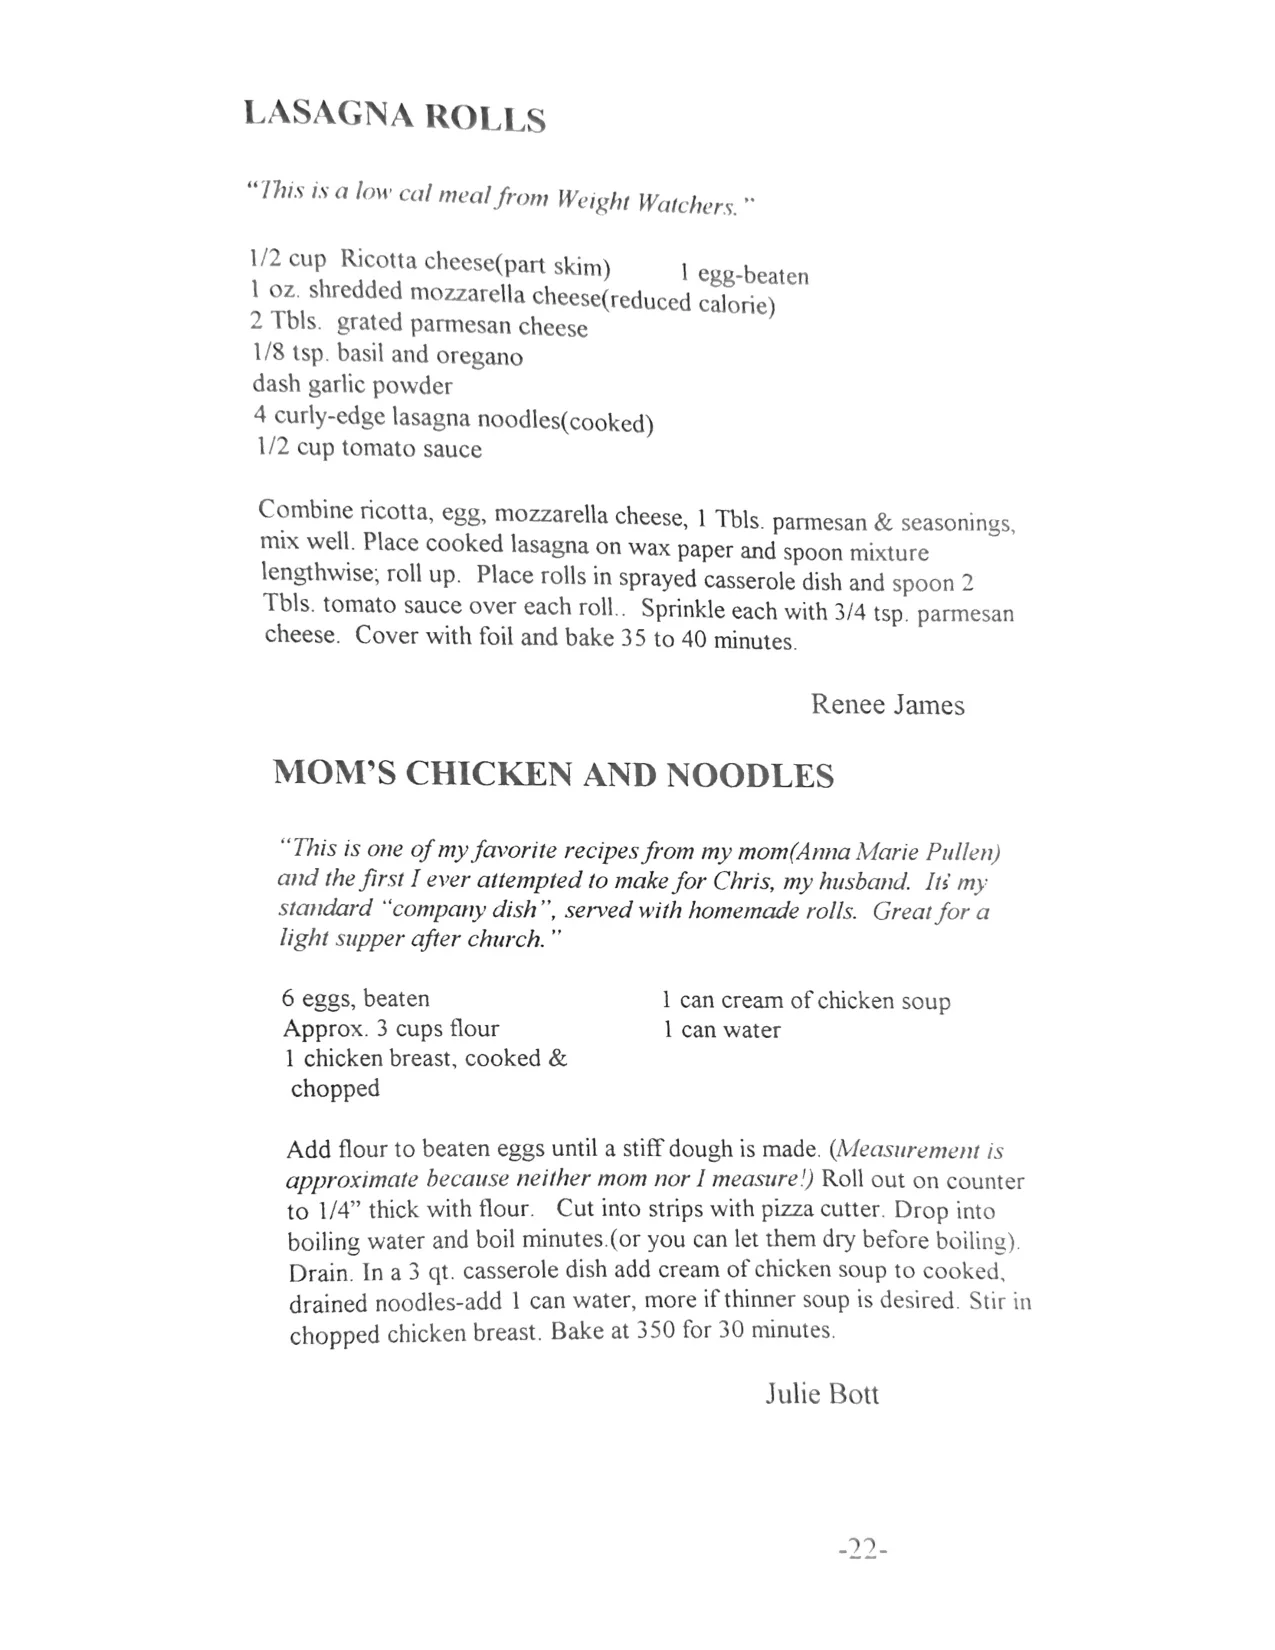 LASAGNA ROLLS
“This is a low cal meal from Weight Watchers.”
1/2 cup Ricotta cheese(part skim) 1 egg-beaten
1 oz. shredded mozzarella cheese(reduced calorie)
2 Tbls. grated parmesan cheese
1/8 tsp. basil and oregano
dash garlic powder
4 curly-edge lasagna noodles(cooked)
1/2 cup tomato sauce
Combine ricotta, egg, mozzarella cheese, 1 Tbls. parmesan & seasonings,
mix well. Place cooked lasagna on wax paper and spoon mixture
lengthwise; roll up. Place rolls in sprayed casserole dish and spoon 2
Tbls. tomato sauce over each roll.. Sprinkle each with 3/4 tsp. parmesan
cheese. Cover with foil and bake 35 to 40 minutes.
Renee James
MOM’S CHICKEN AND NOODLES
“This is one of my favorite recipes from my mom(Anna Marie Pullen)
and the first I ever attempted to make for Chris, my husband. Its’ my
standard “company dish”, served with homemade rolls. Great for a
light supper after church.”
6 eggs, beaten 1 can cream of chicken soup
Approx. 3 cups flour 1 can water
1 chicken breast, cooked &
chopped
Add flour to beaten eggs until a stiff dough is made. (Measurement is
approximate because neither mom nor I measure!) Roll out on counter
to 1/4” thick with flour. Cut into strips with pizza cutter. Drop into
boiling water and boil minutes.(or you can let them dry before boiling).
Drain. In a 3 qt. casserole dish add cream of chicken soup to cooked,
drained noodles-add 1 can water, more if thinner soup is desired. Stir in
chopped chicken breast. Bake at 350 for 30 minutes.
Julie Bott
-22-